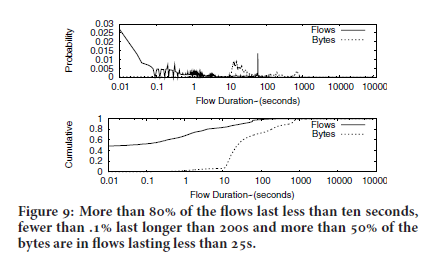 0.03
0.025
0.02
0.015
0.01
0.005
0
Probability
Flows
Bytes
0.01 0.1 1 10 100 1000 10000 10000
Flow Duration-(seconds)
1
0.8
0.6
0.4
0.2
0
Cumulative
Flows
Bytes
0.01 0.1 1 10 100 1000 10000 10000
Flow Duration-(seconds)
Figure 9: More than 80% of the flows last less than ten seconds,
fewer than .1% last longer than 200s and more than 50% of the
bytes are in flows lasting less than 25s.